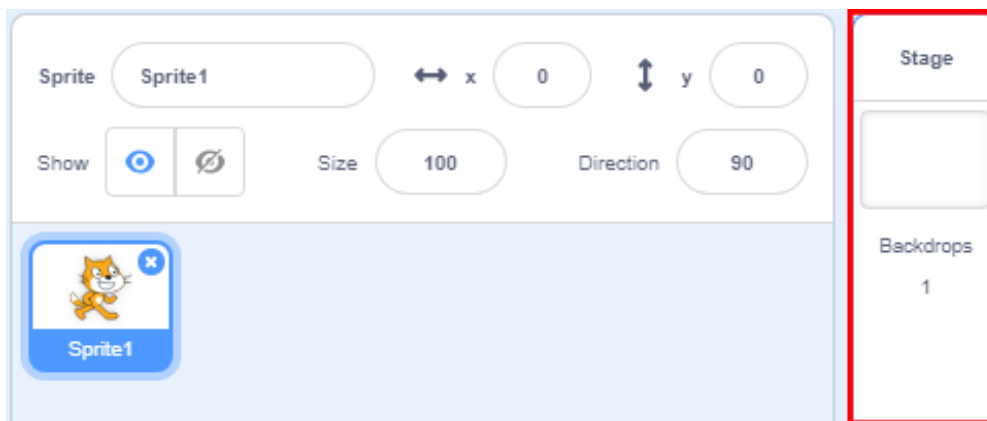 Sprite Sprite1 x 0 y 0
Show Size 100 Direction 90
Sprite1
Stage
Backdrops
1